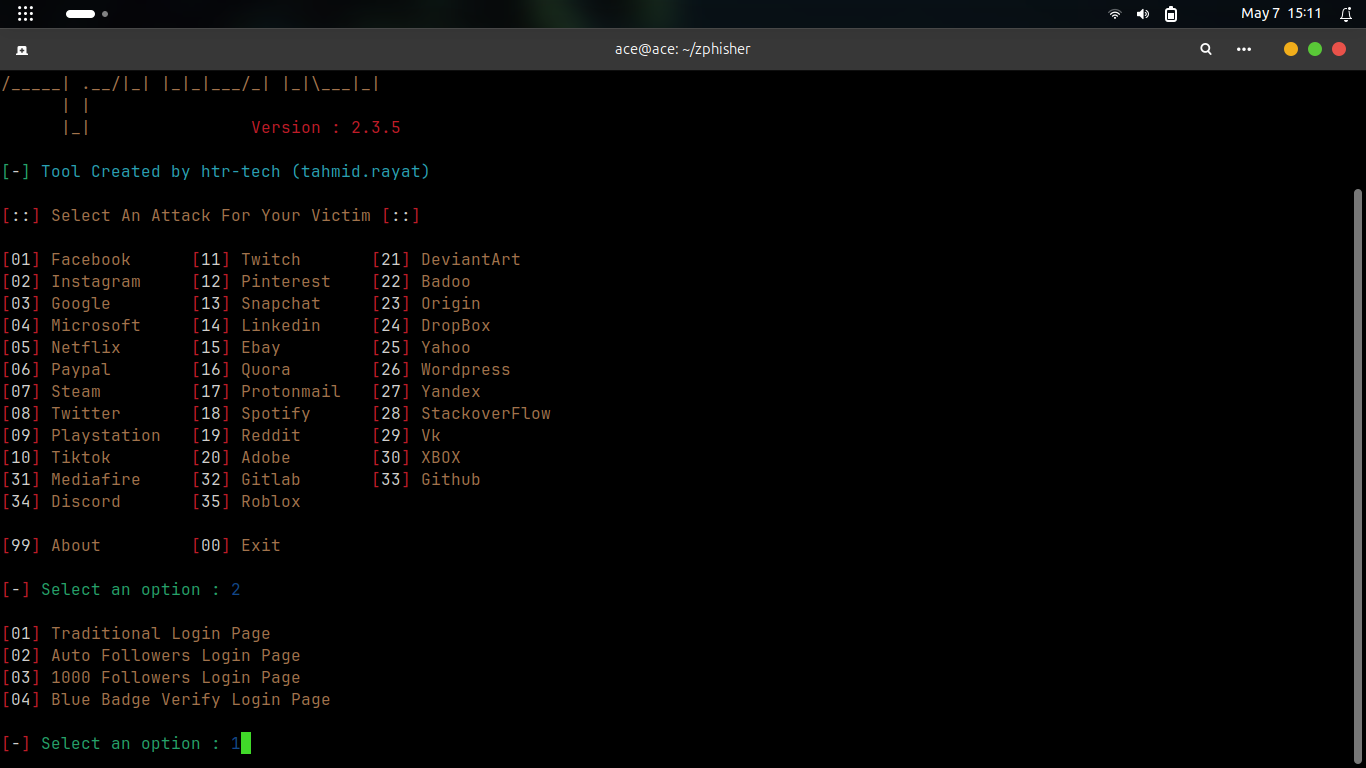 May 7 15:11
ace@ace: ~/zphisher
/_____| .__/|_| |_|_|___/_| |_|\___|_|
| |
|_| Version : 2.3.5
[-] Tool Created by htr-tech (tahmid.rayat)
[::] Select An Attack For Your Victim [::]
[01] Facebook [11] Twitch [21] DeviantArt
[02] Instagram [12] Pinterest [22] Badoo
[03] Google [13] Snapchat [23] Origin
[04] Microsoft [14] Linkedin [24] DropBox
[05] Netflix [15] Ebay [25] Yahoo
[06] Paypal [16] Quora [26] Wordpress
[07] Steam [17] Protonmail [27] Yandex
[08] Twitter [18] Spotify [28] StackoverFlow
[09] Playstation [19] Reddit [29] Vk
[10] Tiktok [20] Adobe [30] XBOX
[31] Mediafire [32] Gitlab [33] Github
[34] Discord [35] Roblox
[99] About [00] Exit
[-] Select an option : 2
[01] Traditional Login Page
[02] Auto Followers Login Page
[03] 1000 Followers Login Page
[04] Blue Badge Verify Login Page
[-] Select an option : 1